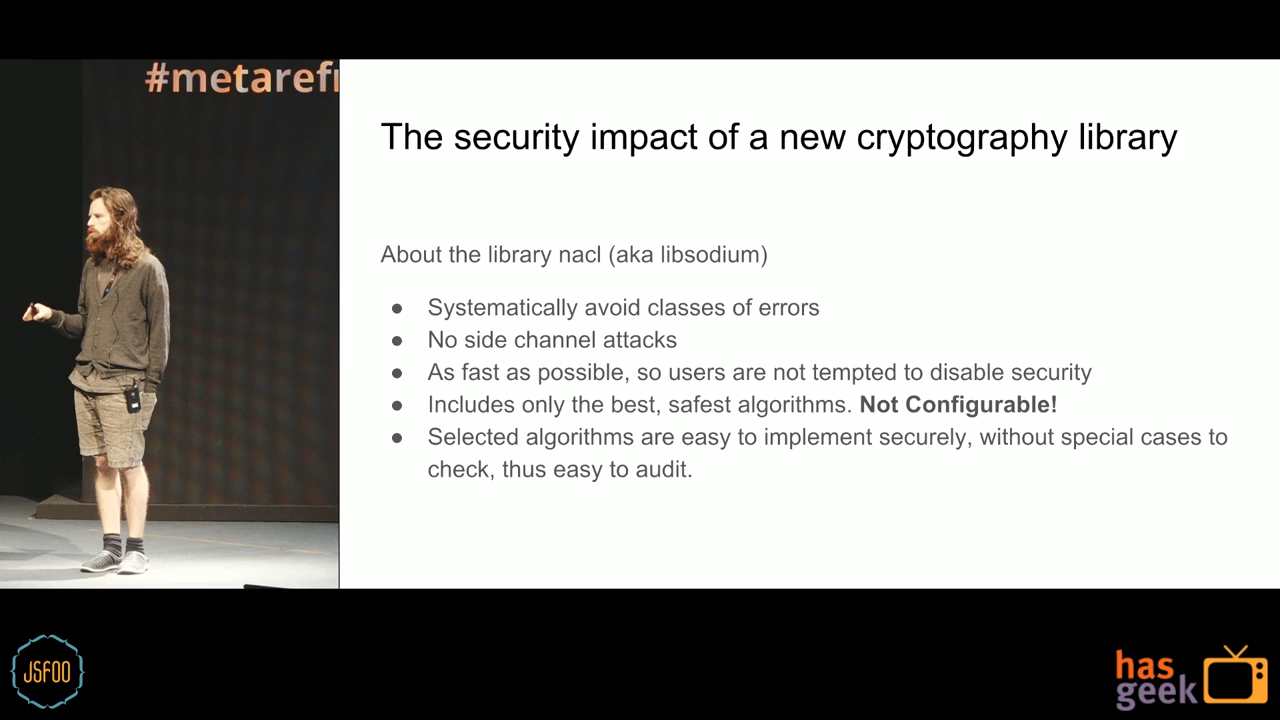 #metarefr
The security impact of a new cryptography library
About the library nacl (aka libsodium)
● Systematically avoid classes of errors
● No side channel attacks
● As fast as possible, so users are not tempted to disable security
● Includes only the best, safest algorithms. Not Configurable!
● Selected algorithms are easy to implement securely, without special cases to
check, thus easy to audit.
JSFOO
has
geek